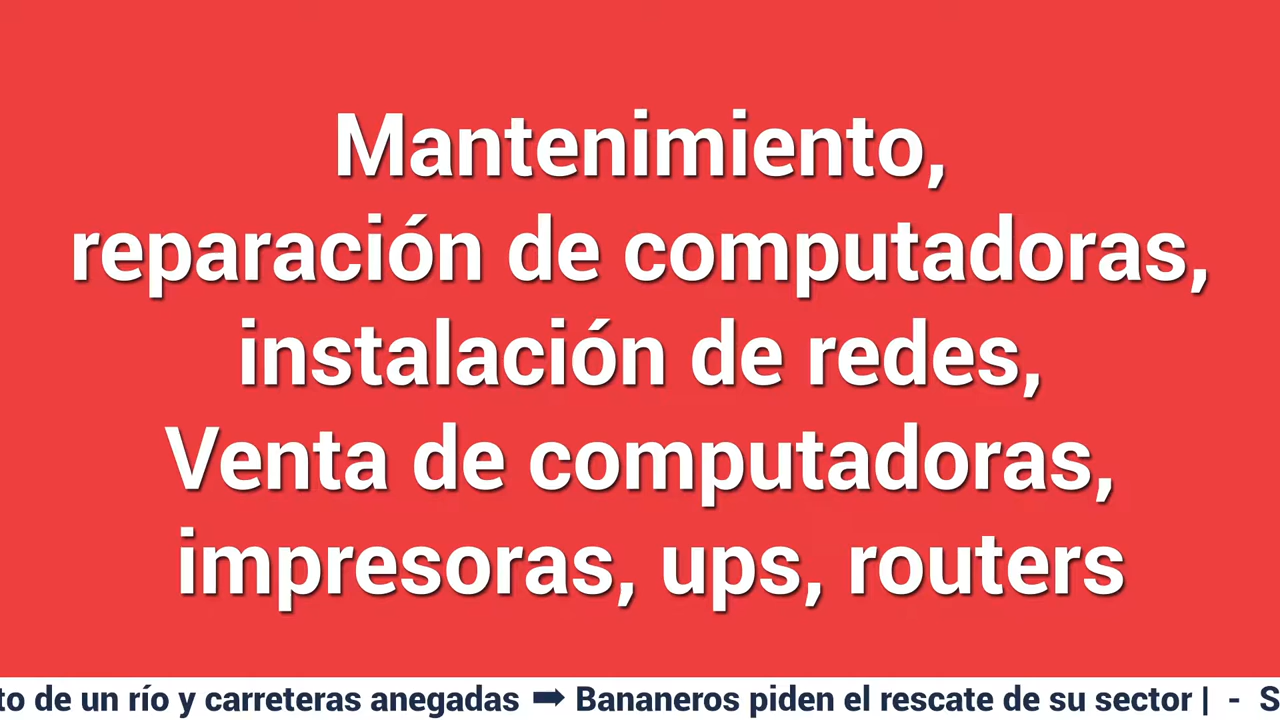 Mantenimiento,
reparación de computadoras,
instalación de redes,
Venta de computadoras,
impresoras, ups, routers
de un río y carreteras anegadas ➡ Bananeros piden el rescate de su sector | -